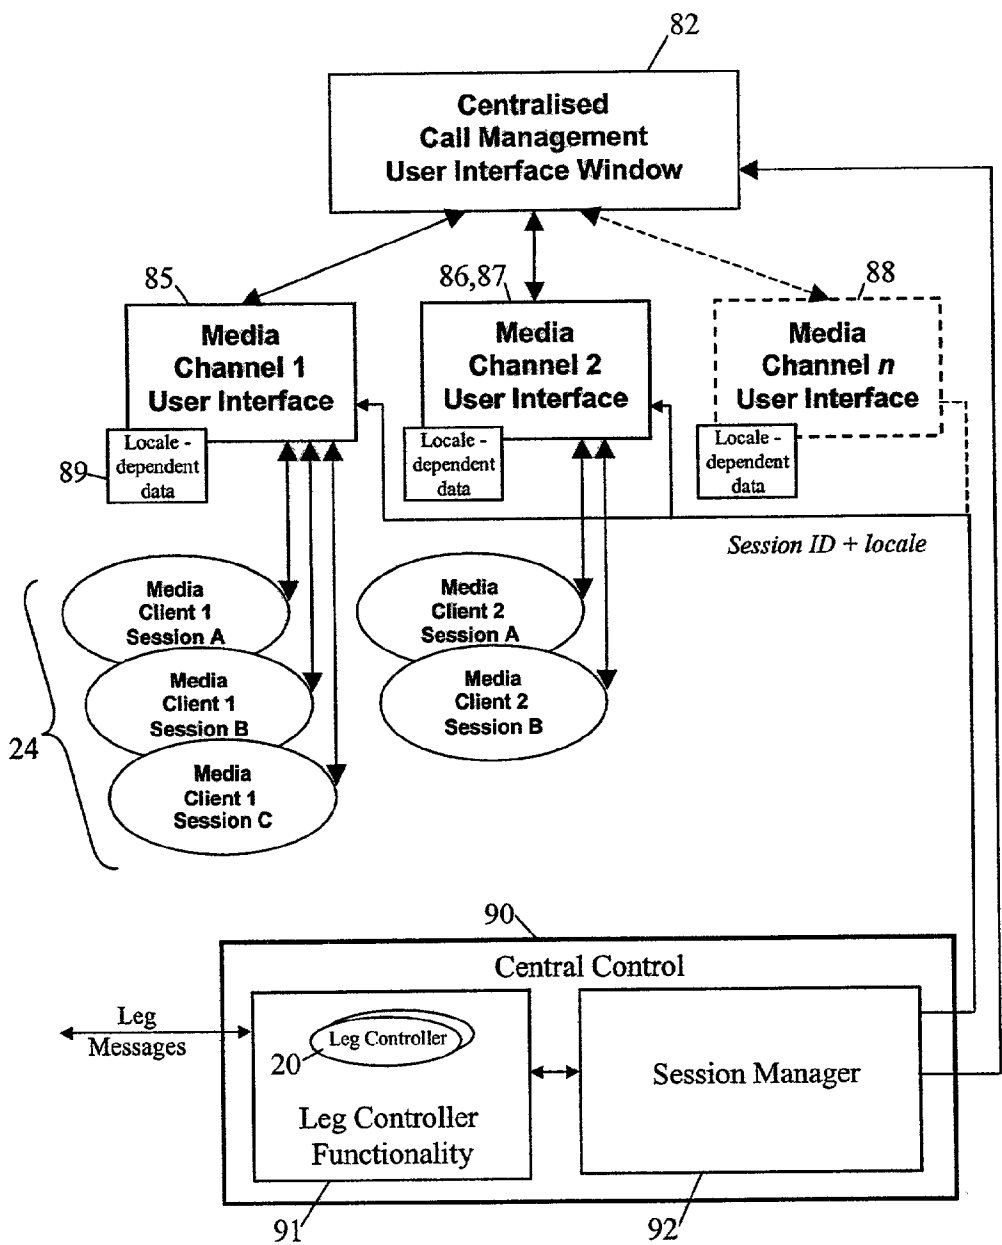 82
Centralised
Call Management
User Interface Window
85
Media
Channel 1
User Interface
86,87
Media
Channel 2
User Interface
88
Media
Channel n
User Interface
89
Locale -
dependent
data
Locale -
dependent
data
Locale -
dependent
data
Session ID + locale
24
Media
Client 1
Session A
Media
Client 1
Session B
Media
Client 1
Session C
Media
Client 2
Session A
Media
Client 2
Session B
90
Central Control
Leg
Messages
20
Leg Controller
Leg Controller
Functionality
Session Manager
91
92